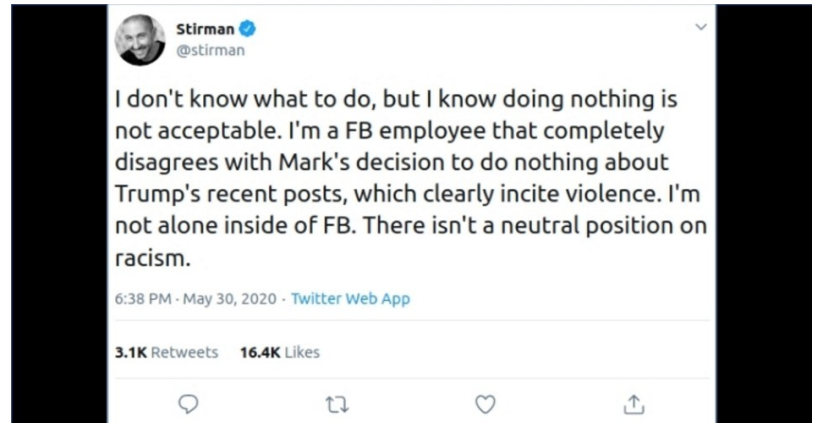 Stirman
@stirman
I don't know what to do, but I know doing nothing is
not acceptable. I'm a FB employee that completely
disagrees with Mark's decision to do nothing about
Trump's recent posts, which clearly incite violence. I'm
not alone inside of FB. There isn't a neutral position on
racism.
6:38 PM · May 30, 2020 · Twitter Web App
3.1K Retweets 16.4K Likes